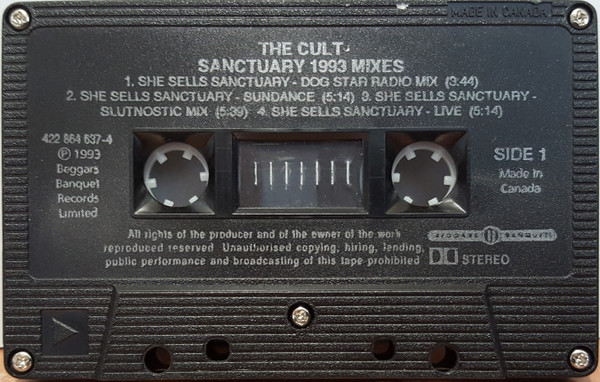 MADE IN CANADA
THE CULT
SANCTUARY 1993 MIXES
1. SHE SELLS SANCTUARY - DOG STAR RADIO MIX (3:44)
2. SHE SELLS SANCTUARY - SUNDANCE (5:14) 3. SHE SELLS SANCTUARY -
SLUTNOSTIC MIX (5:39) 4. SHE SELLS SANCTUARY - LIVE (5:14)
422 864 637-4
℗ 1993
Beggars
Banquet
Records
Limited
SIDE 1
Made in
Canada
All rights of the producer and of the owner of the work
reproduced reserved. Unauthorised copying, hiring, lending,
public performance and broadcasting of this tape prohibited
BEGGARS BANQUET
STEREO